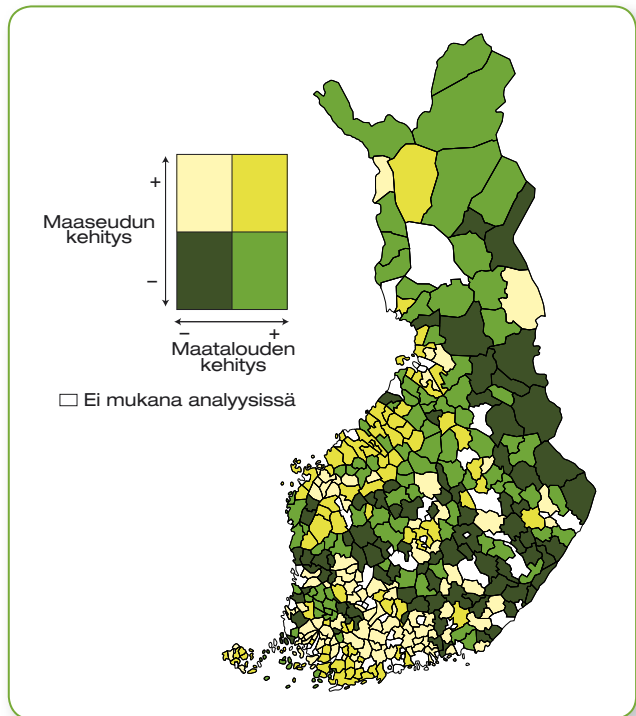 +
Maaseudun
kehitys
–
– +
Maatalouden
kehitys
Ei mukana analyysissä